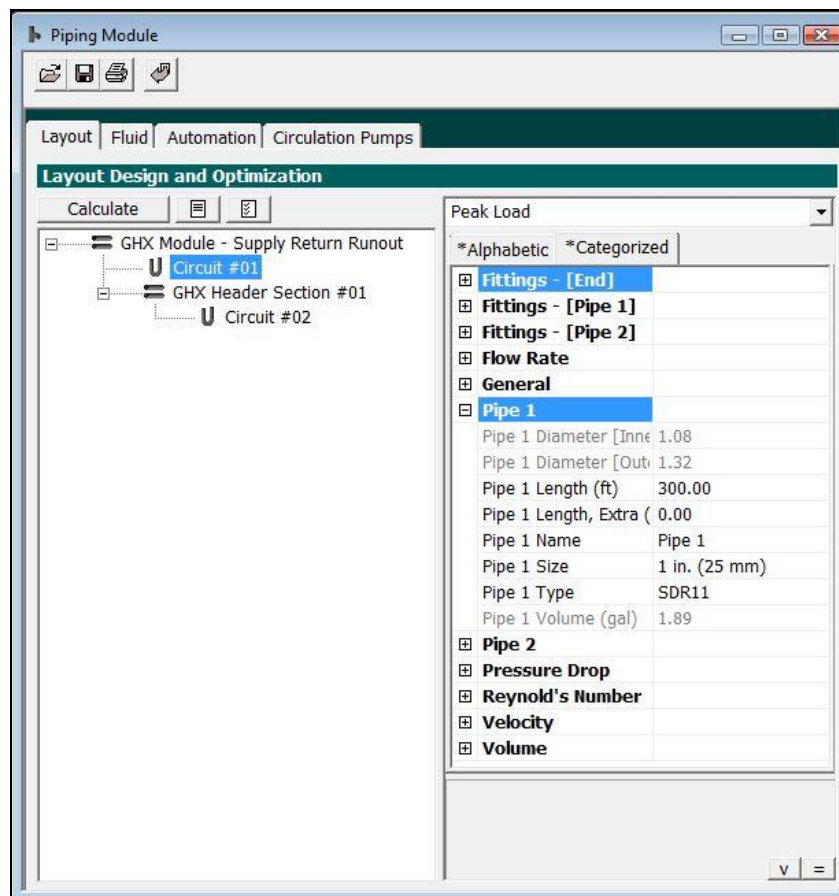 Piping Module
Layout Fluid Automation Circulation Pumps
Layout Design and Optimization
Calculate
Peak Load
GHX Module - Supply Return Runout
Circuit #01
GHX Header Section #01
Circuit #02
*Alphabetic *Categorized
Fittings - [End]
Fittings - [Pipe 1]
Fittings - [Pipe 2]
Flow Rate
General
Pipe 1
Pipe 1 Diameter [Inne 1.08
Pipe 1 Diameter [Out 1.32
Pipe 1 Length (ft) 300.00
Pipe 1 Length, Extra ( 0.00
Pipe 1 Name Pipe 1
Pipe 1 Size 1 in. (25 mm)
Pipe 1 Type SDR11
Pipe 1 Volume (gal) 1.89
Pipe 2
Pressure Drop
Reynold's Number
Velocity
Volume
v =